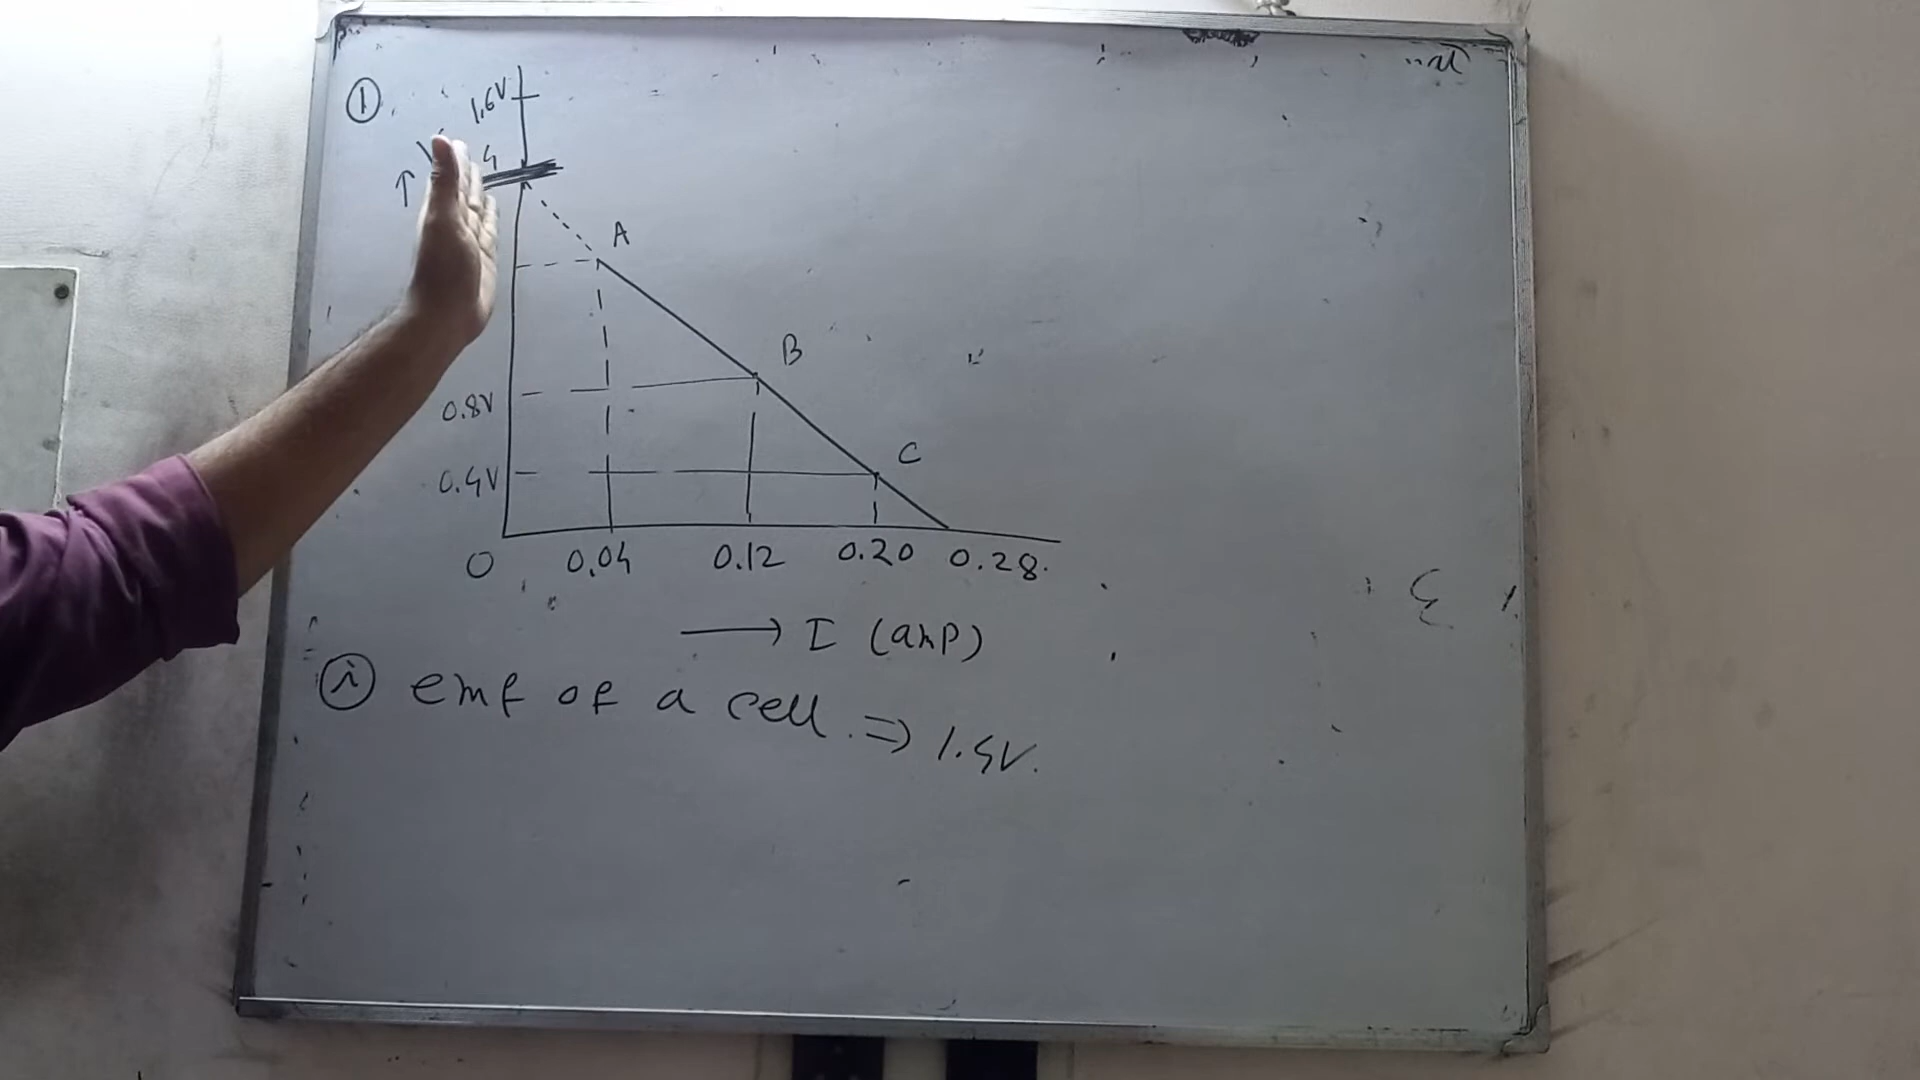 ①
1.6V
4
↑ V
A
B
0.8V
C
0.4V
O 0.04 0.12 0.20 0.28.
→ I (amp)
ⓘ emf of a cell. ⇒ 1.4V.